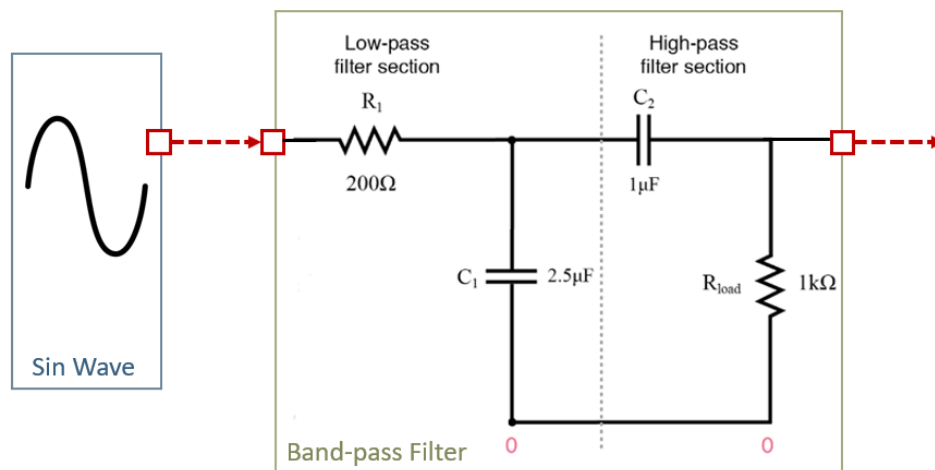 Low-pass
filter section
High-pass
filter section
R₁
C₂
200Ω
1μF
C₁
2.5μF
R_load
1kΩ
Sin Wave
Band-pass Filter
0
0